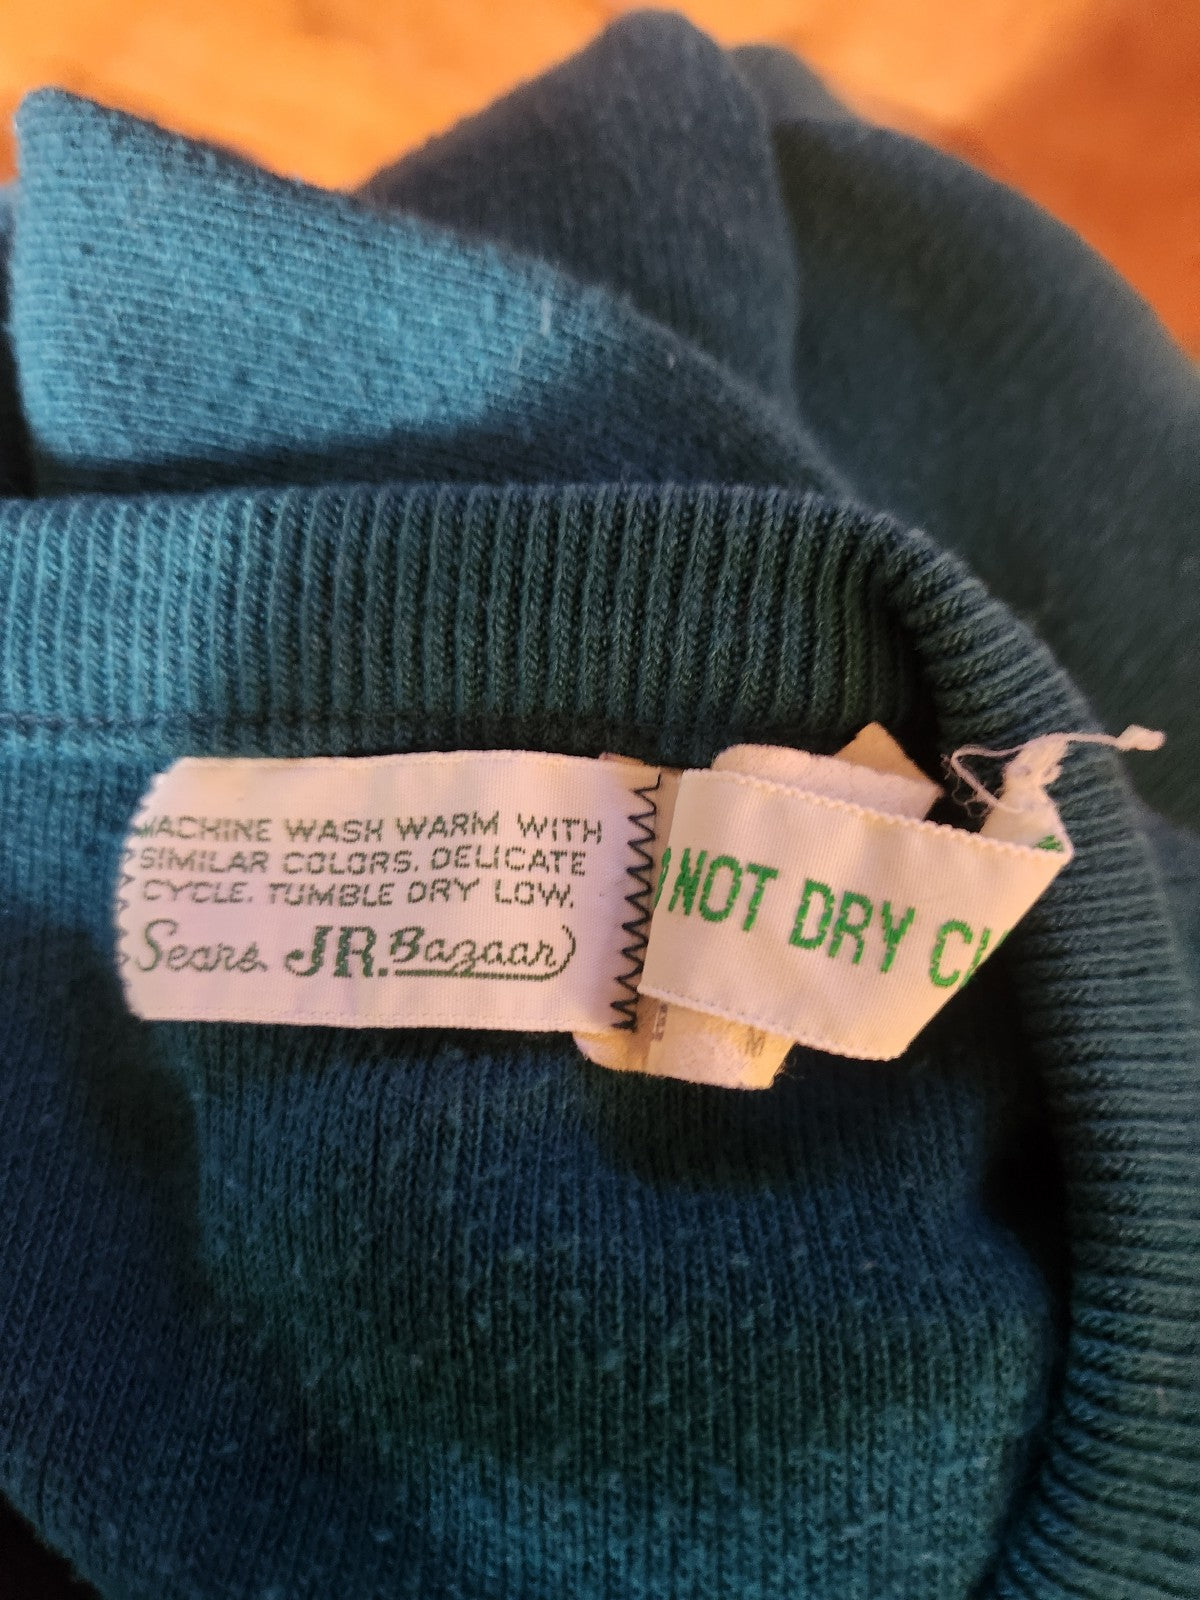 MACHINE WASH WARM WITH
SIMILAR COLORS. DELICATE
CYCLE. TUMBLE DRY LOW.
Sears JR. Bazaar
NOT DRY CL
M